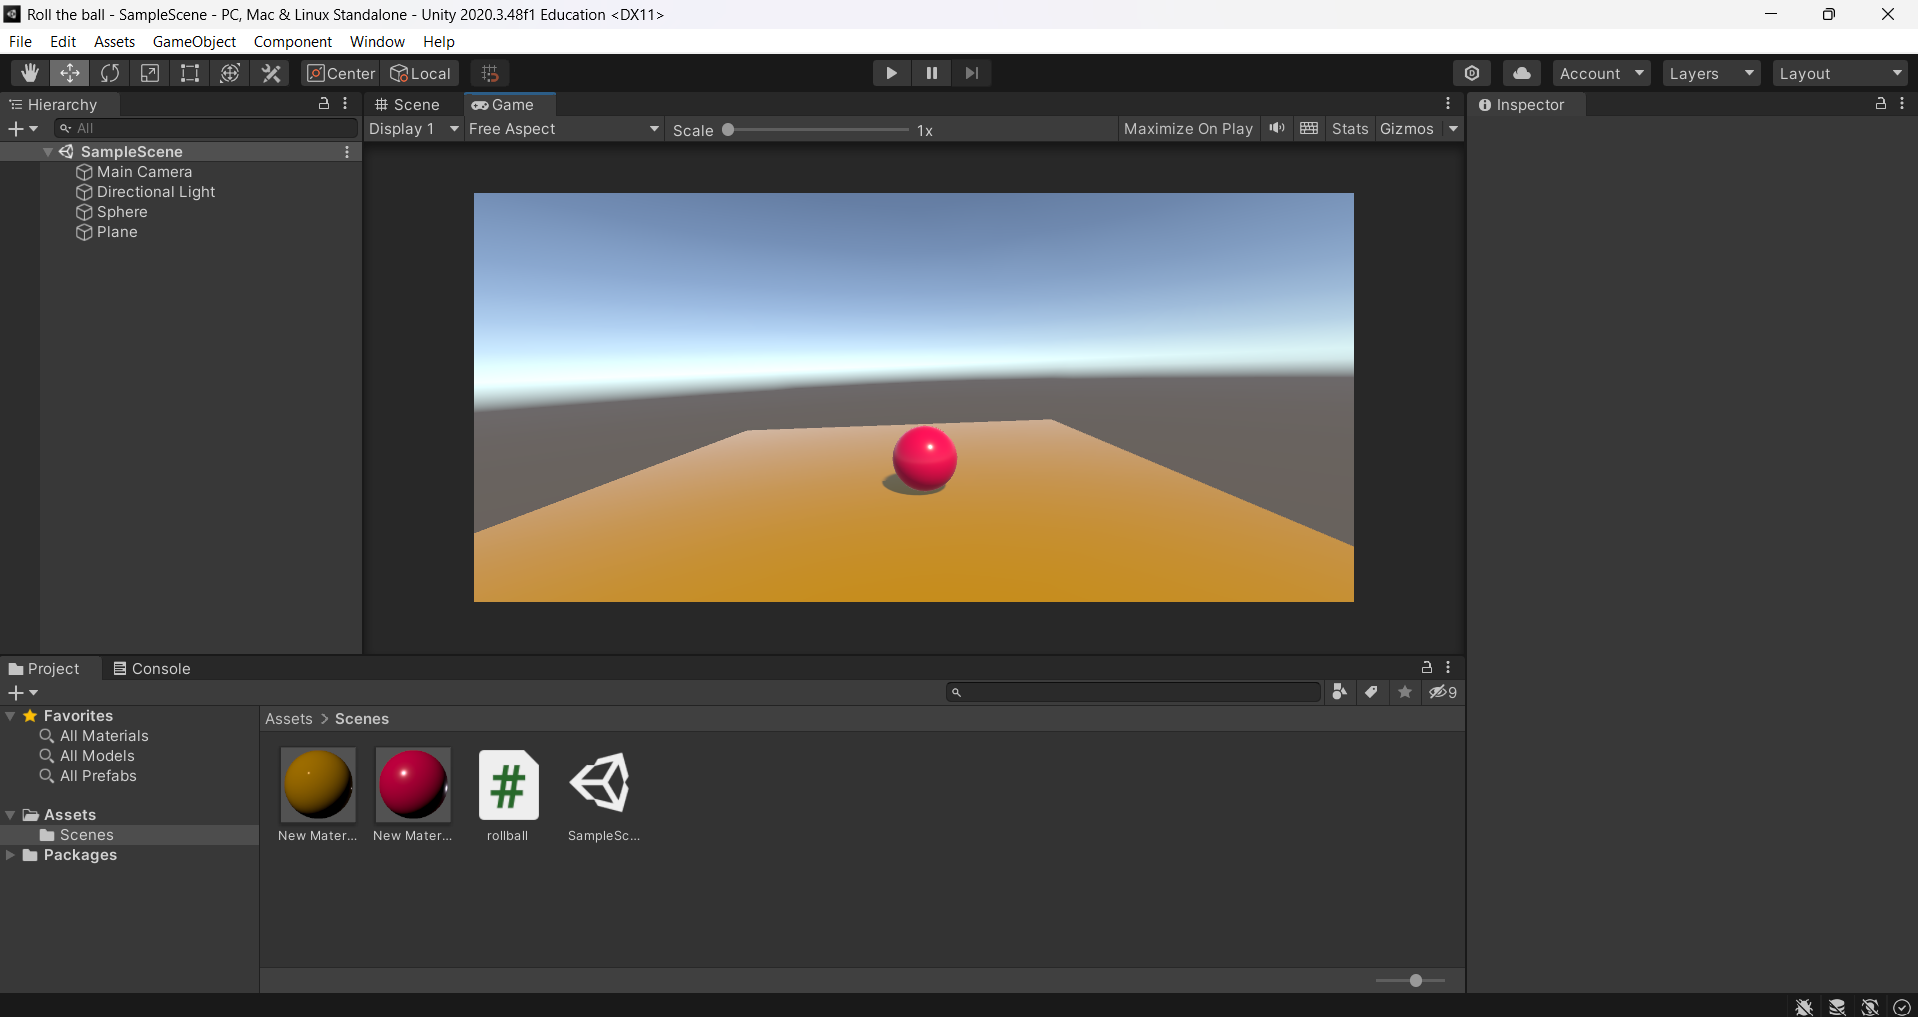 Roll the ball - SampleScene - PC, Mac & Linux Standalone - Unity 2020.3.48f1 Education <DX11>
File Edit Assets GameObject Component Window Help
Center Local Account Layers Layout
Hierarchy
Scene Game
Inspector
All
Display 1 Free Aspect Scale 1x Maximize On Play Stats Gizmos
SampleScene
Main Camera
Directional Light
Sphere
Plane
Project Console
9
Favorites
All Materials
All Models
All Prefabs
Assets
Scenes
Packages
Assets > Scenes
New Mater... New Mater... rollball SampleSc...